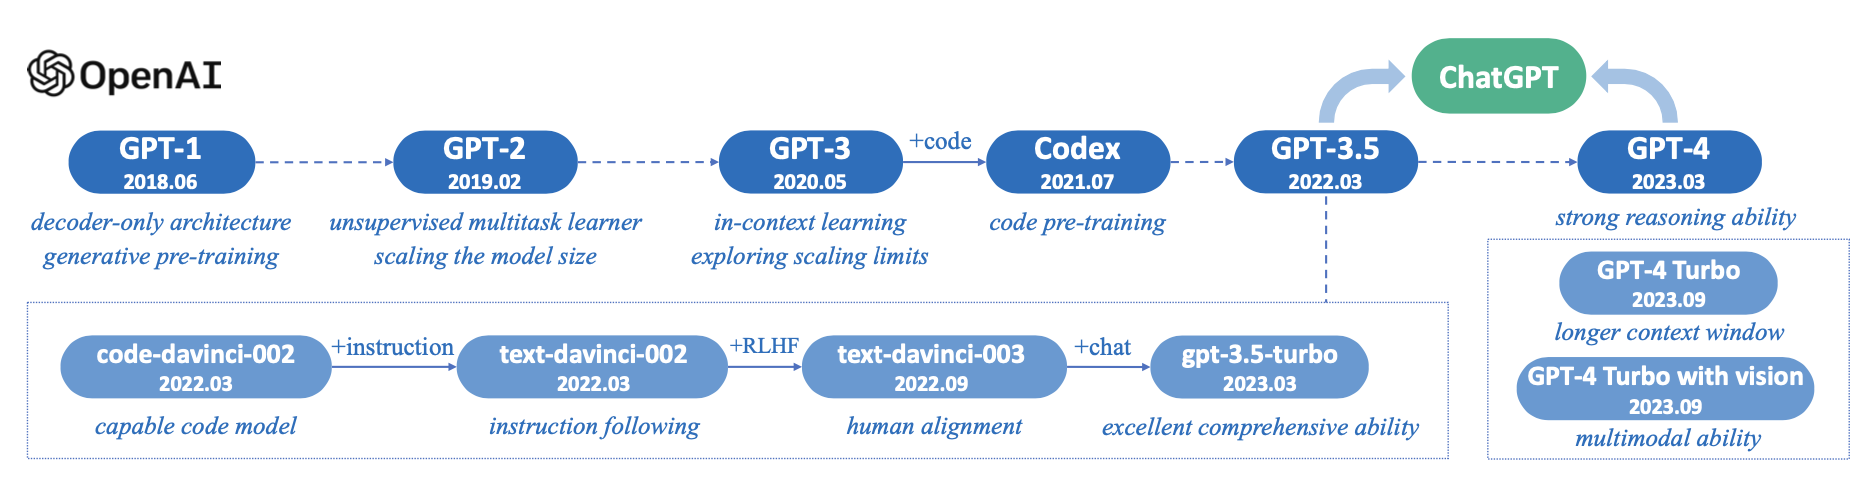 OpenAI
ChatGPT
GPT-1
2018.06
GPT-2
2019.02
GPT-3
2020.05
+code
Codex
2021.07
GPT-3.5
2022.03
GPT-4
2023.03
decoder-only architecture
generative pre-training
unsupervised multitask learner
scaling the model size
in-context learning
exploring scaling limits
code pre-training
strong reasoning ability
GPT-4 Turbo
2023.09
longer context window
GPT-4 Turbo with vision
2023.09
multimodal ability
code-davinci-002
2022.03
+instruction
text-davinci-002
2022.03
+RLHF
text-davinci-003
2022.09
+chat
gpt-3.5-turbo
2023.03
capable code model
instruction following
human alignment
excellent comprehensive ability